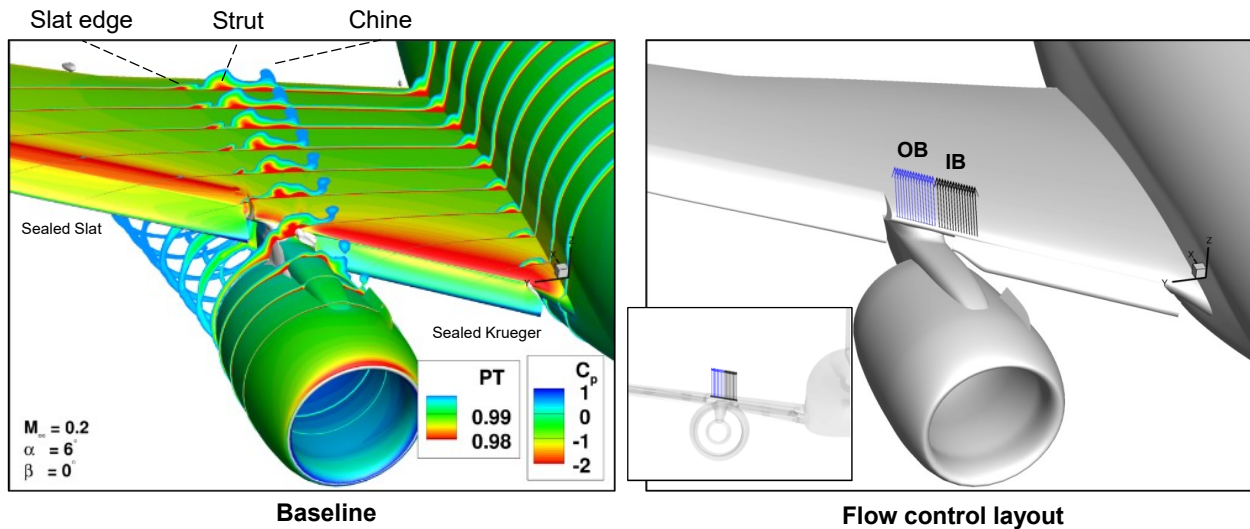 Slat edge
Strut
Chine
Sealed Slat
Sealed Krueger
PT
0.99
0.98
C_p
1
0
-1
-2
M∞ = 0.2
α = 6°
β = 0°
X
Y
Z
Baseline
OB
IB
X
Y
Z
Flow control layout